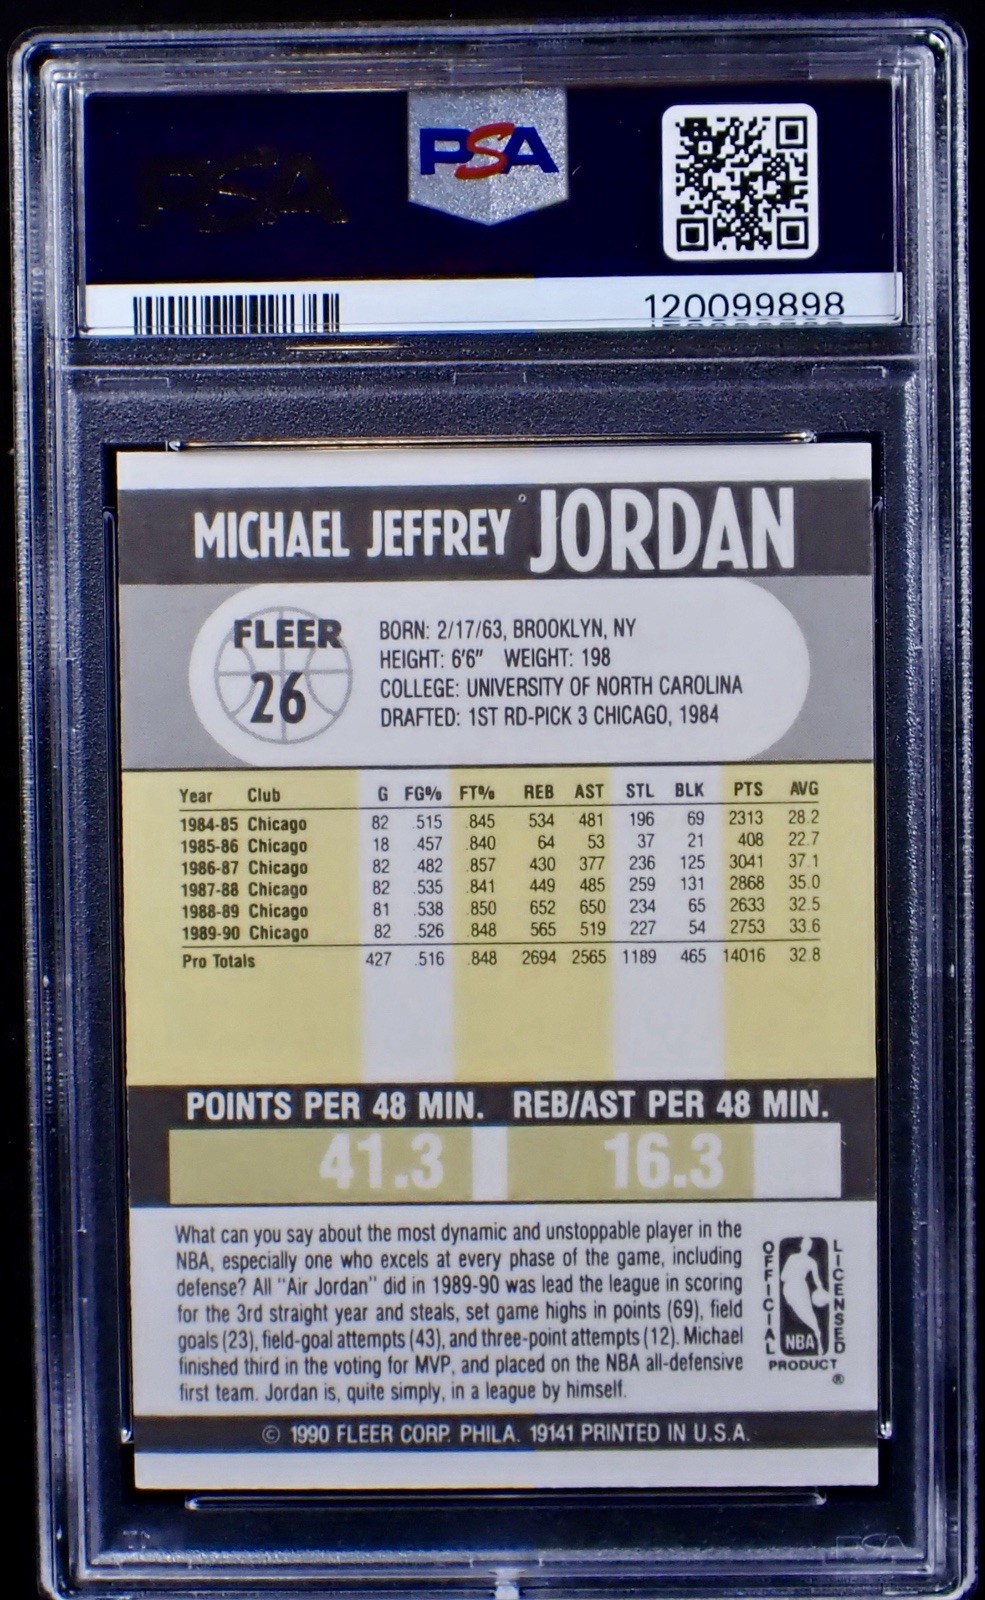 PSA
PSA
120099898
MICHAEL JEFFREY JORDAN
FLEER
26
BORN: 2/17/63, BROOKLYN, NY
HEIGHT: 6'6" WEIGHT: 198
COLLEGE: UNIVERSITY OF NORTH CAROLINA
DRAFTED: 1ST RD-PICK 3 CHICAGO, 1984
Year Club G FG% FT% REB AST STL BLK PTS AVG
1984-85 Chicago 82 .515 .845 534 481 196 69 2313 28.2
1985-86 Chicago 18 .457 .840 64 53 37 21 408 22.7
1986-87 Chicago 82 .482 .857 430 377 236 125 3041 37.1
1987-88 Chicago 82 .535 .841 449 485 259 131 2868 35.0
1988-89 Chicago 81 .538 .850 652 650 234 65 2633 32.5
1989-90 Chicago 82 .526 .848 565 519 227 54 2753 33.6
Pro Totals 427 .516 .848 2694 2565 1189 465 14016 32.8
POINTS PER 48 MIN. REB/AST PER 48 MIN.
41.3 16.3
What can you say about the most dynamic and unstoppable player in the
NBA, especially one who excels at every phase of the game, including
defense? All "Air Jordan" did in 1989-90 was lead the league in scoring
for the 3rd straight year and steals, set game highs in points (69), field
goals (23), field-goal attempts (43), and three-point attempts (12). Michael
finished third in the voting for MVP, and placed on the NBA all-defensive
first team. Jordan is, quite simply, in a league by himself.
OFFICIAL
LICENSED
NBA
PRODUCT
®
© 1990 FLEER CORP. PHILA. 19141 PRINTED IN U.S.A.
PSA